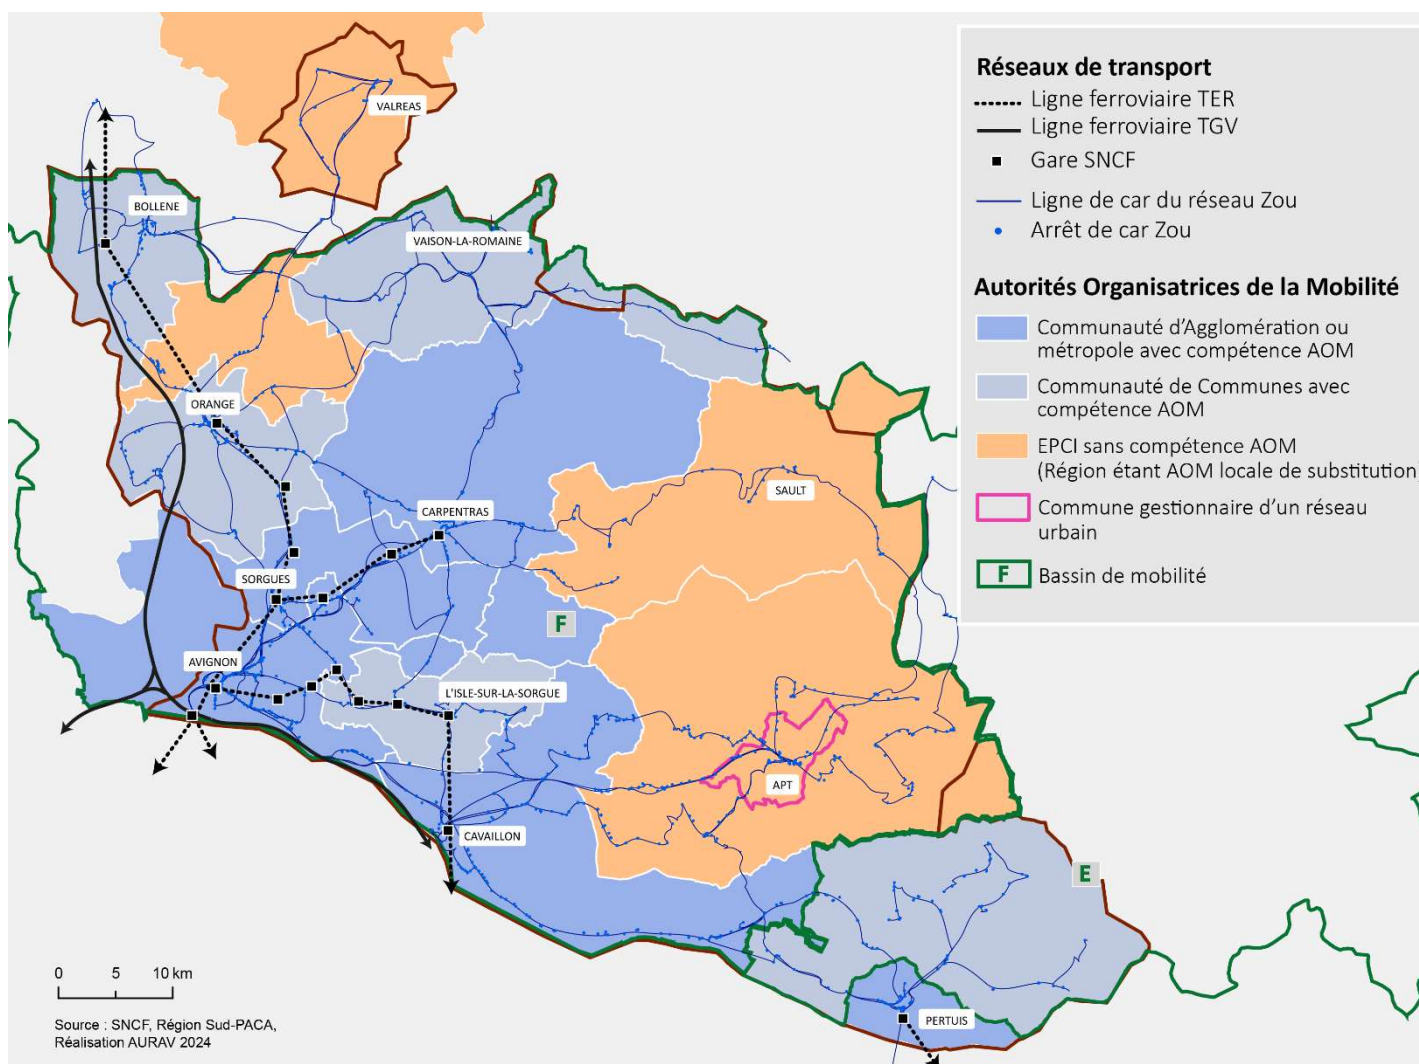 VALREAS
BOLLENE
VAISON-LA-ROMAINE
ORANGE
SAULT
CARPENTRAS
SORGUES
F
AVIGNON
L'ISLE-SUR-LA-SORGUE
APT
CAVAILLON
E
PERTUIS
Réseaux de transport
Ligne ferroviaire TER
Ligne ferroviaire TGV
Gare SNCF
Ligne de car du réseau Zou
Arrêt de car Zou
Autorités Organisatrices de la Mobilité
Communauté d'Agglomération ou
métropole avec compétence AOM
Communauté de Communes avec
compétence AOM
EPCI sans compétence AOM
(Région étant AOM locale de substitution)
Commune gestionnaire d'un réseau
urbain
F Bassin de mobilité
0 5 10 km
Source : SNCF, Région Sud-PACA,
Réalisation AURAV 2024